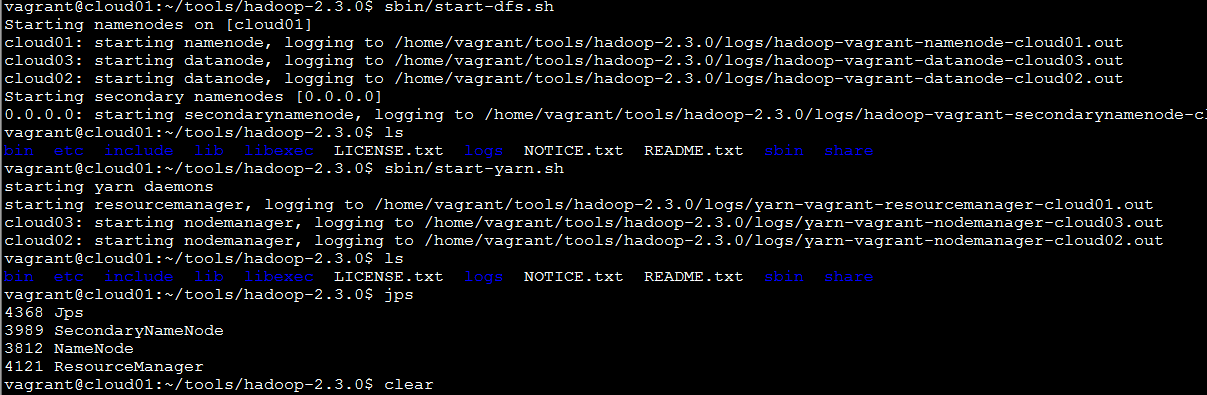 vagrant@cloud01:~/tools/hadoop-2.3.0$ sbin/start-dfs.sh
Starting namenodes on [cloud01]
cloud01: starting namenode, logging to /home/vagrant/tools/hadoop-2.3.0/logs/hadoop-vagrant-namenode-cloud01.out
cloud03: starting datanode, logging to /home/vagrant/tools/hadoop-2.3.0/logs/hadoop-vagrant-datanode-cloud03.out
cloud02: starting datanode, logging to /home/vagrant/tools/hadoop-2.3.0/logs/hadoop-vagrant-datanode-cloud02.out
Starting secondary namenodes [0.0.0.0]
0.0.0.0: starting secondarynamenode, logging to /home/vagrant/tools/hadoop-2.3.0/logs/hadoop-vagrant-secondarynamenode-cl
vagrant@cloud01:~/tools/hadoop-2.3.0$ ls
bin etc include lib libexec LICENSE.txt logs NOTICE.txt README.txt sbin share
vagrant@cloud01:~/tools/hadoop-2.3.0$ sbin/start-yarn.sh
starting yarn daemons
starting resourcemanager, logging to /home/vagrant/tools/hadoop-2.3.0/logs/yarn-vagrant-resourcemanager-cloud01.out
cloud03: starting nodemanager, logging to /home/vagrant/tools/hadoop-2.3.0/logs/yarn-vagrant-nodemanager-cloud03.out
cloud02: starting nodemanager, logging to /home/vagrant/tools/hadoop-2.3.0/logs/yarn-vagrant-nodemanager-cloud02.out
vagrant@cloud01:~/tools/hadoop-2.3.0$ ls
bin etc include lib libexec LICENSE.txt logs NOTICE.txt README.txt sbin share
vagrant@cloud01:~/tools/hadoop-2.3.0$ jps
4368 Jps
3989 SecondaryNameNode
3812 NameNode
4121 ResourceManager
vagrant@cloud01:~/tools/hadoop-2.3.0$ clear